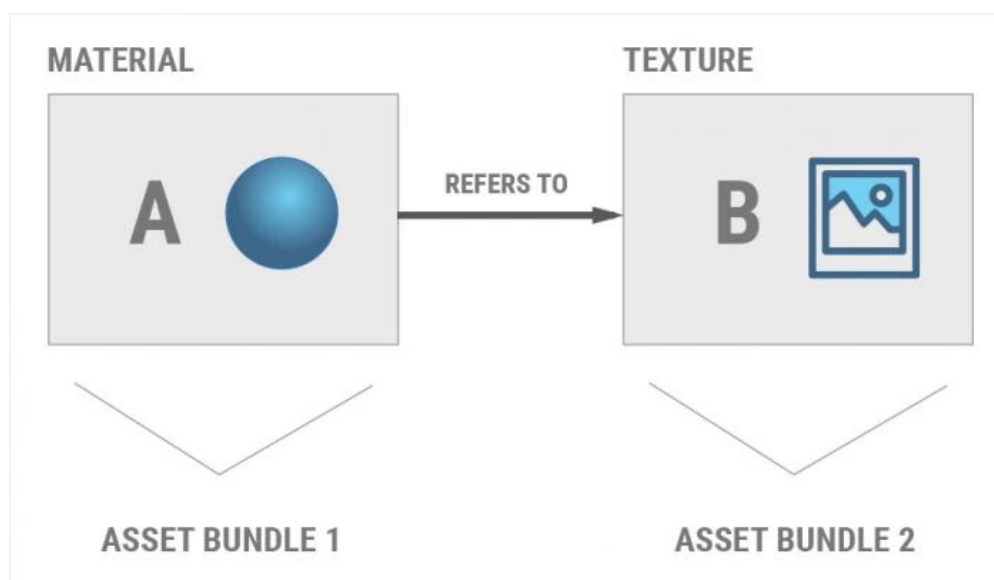 MATERIAL
TEXTURE
A
REFERS TO
B
ASSET BUNDLE 1
ASSET BUNDLE 2